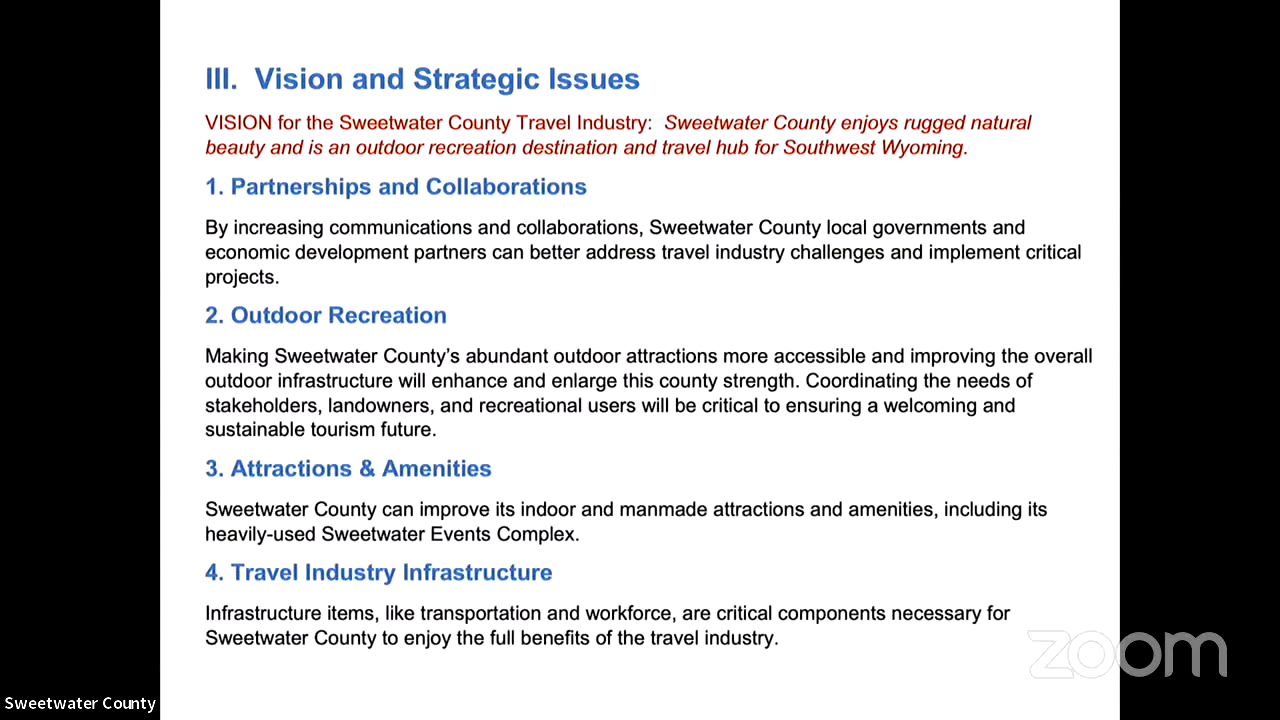 III. Vision and Strategic Issues
VISION for the Sweetwater County Travel Industry: Sweetwater County enjoys rugged natural
beauty and is an outdoor recreation destination and travel hub for Southwest Wyoming.
1. Partnerships and Collaborations
By increasing communications and collaborations, Sweetwater County local governments and
economic development partners can better address travel industry challenges and implement critical
projects.
2. Outdoor Recreation
Making Sweetwater County’s abundant outdoor attractions more accessible and improving the overall
outdoor infrastructure will enhance and enlarge this county strength. Coordinating the needs of
stakeholders, landowners, and recreational users will be critical to ensuring a welcoming and
sustainable tourism future.
3. Attractions & Amenities
Sweetwater County can improve its indoor and manmade attractions and amenities, including its
heavily-used Sweetwater Events Complex.
4. Travel Industry Infrastructure
Infrastructure items, like transportation and workforce, are critical components necessary for
Sweetwater County to enjoy the full benefits of the travel industry.
zoom
Sweetwater County